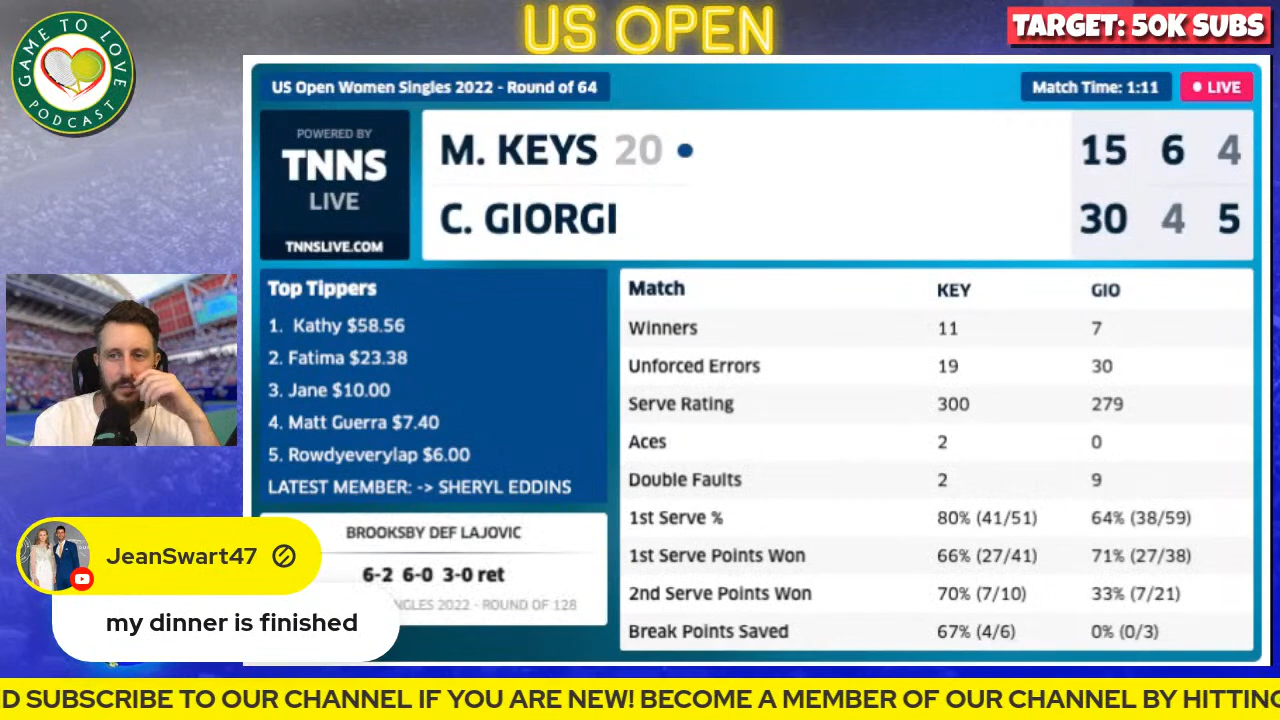 GAME TO LOVE
PODCAST
US OPEN
TARGET: 50K SUBS
US Open Women Singles 2022 - Round of 64
Match Time: 1:11
LIVE
POWERED BY
TNNS
LIVE
TNNSLIVE.COM
M. KEYS 20 15 6 4
C. GIORGI 30 4 5
Top Tippers
1. Kathy $58.56
2. Fatima $23.38
3. Jane $10.00
4. Matt Guerra $7.40
5. Rowdyeverylap $6.00
LATEST MEMBER: -> SHERYL EDDINS
BROOKSBY DEF LAJOVIC
6-2 6-0 3-0 ret
NGLES 2022 - ROUND OF 128
Match KEY GIO
Winners 11 7
Unforced Errors 19 30
Serve Rating 300 279
Aces 2 0
Double Faults 2 9
1st Serve % 80% (41/51) 64% (38/59)
1st Serve Points Won 66% (27/41) 71% (27/38)
2nd Serve Points Won 70% (7/10) 33% (7/21)
Break Points Saved 67% (4/6) 0% (0/3)
JeanSwart47
my dinner is finished
D SUBSCRIBE TO OUR CHANNEL IF YOU ARE NEW! BECOME A MEMBER OF OUR CHANNEL BY HITTING